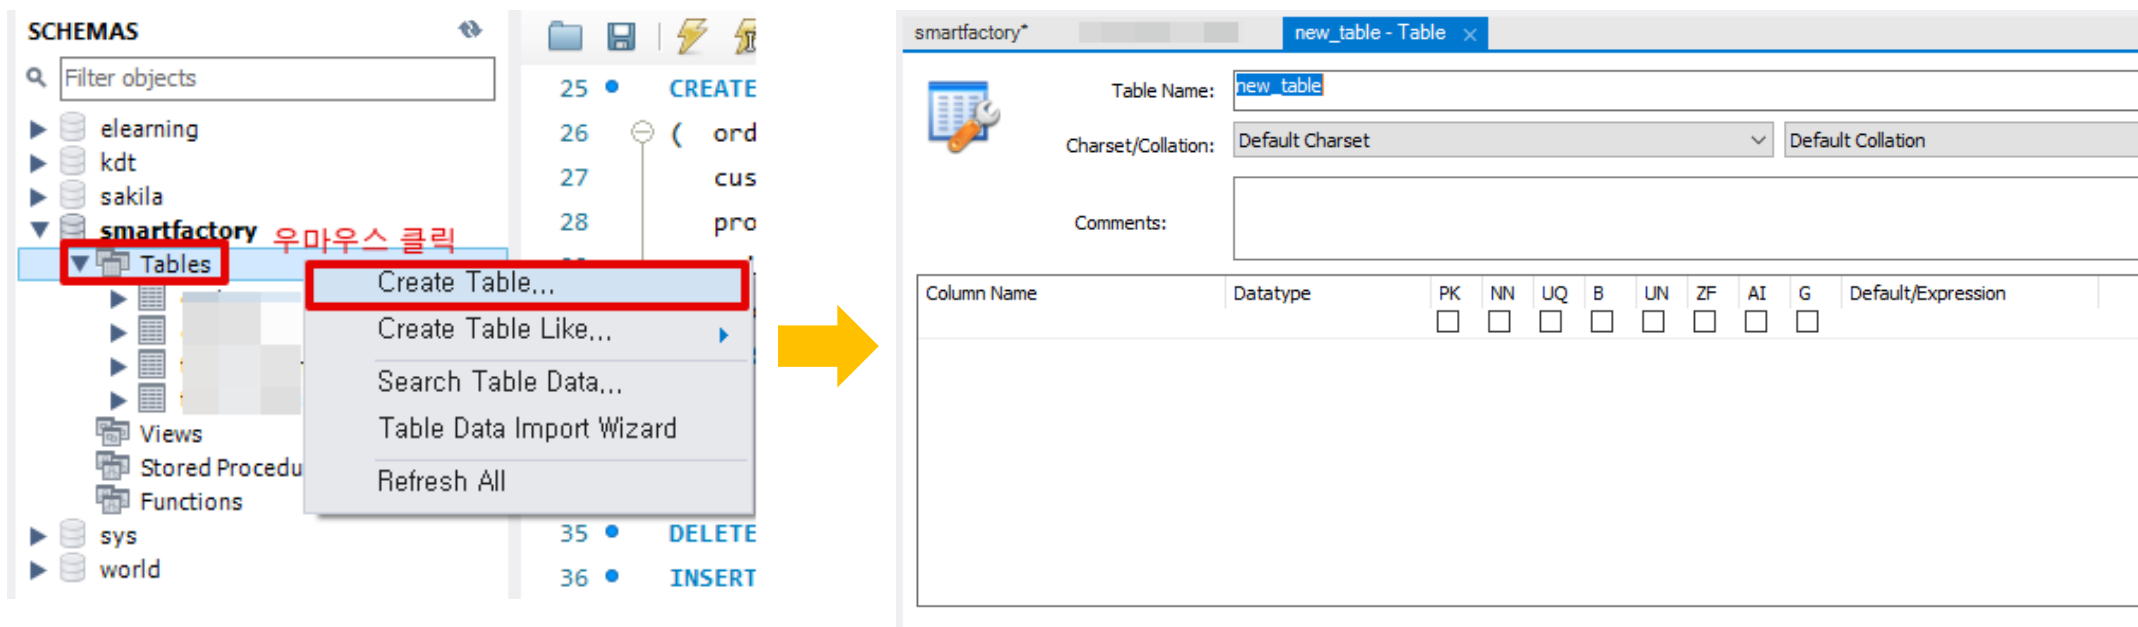 SCHEMAS
Filter objects
elearning
kdt
sakila
smartfactory 우마우스 클릭
Tables
Views
Stored Procedu
Functions
sys
world
Create Table...
Create Table Like...
Search Table Data...
Table Data Import Wizard
Refresh All
25 CREATE
26 ( ord
27 cus
28 pro
35 DELETE
36 INSERT
smartfactory*
new_table - Table
Table Name: new_table
Charset/Collation: Default Charset Default Collation
Comments:
Column Name Datatype PK NN UQ B UN ZF AI G Default/Expression